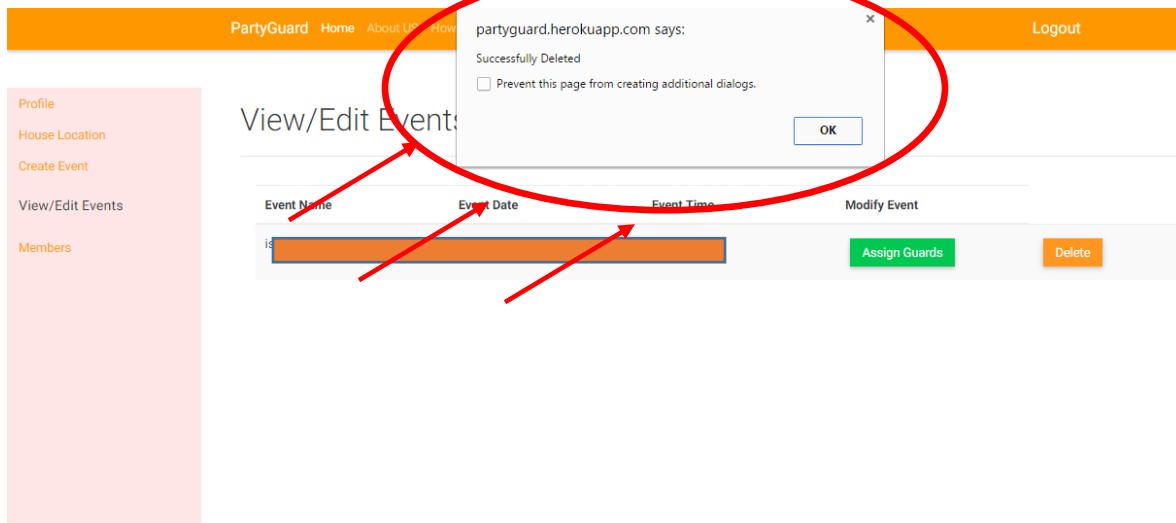 PartyGuard Home About US How
Logout
partyguard.herokuapp.com says:
Successfully Deleted
Prevent this page from creating additional dialogs.
OK
Profile
House Location
Create Event
View/Edit Events
Members
View/Edit Events
Event Name Event Date Event Time Modify Event
is
Assign Guards Delete